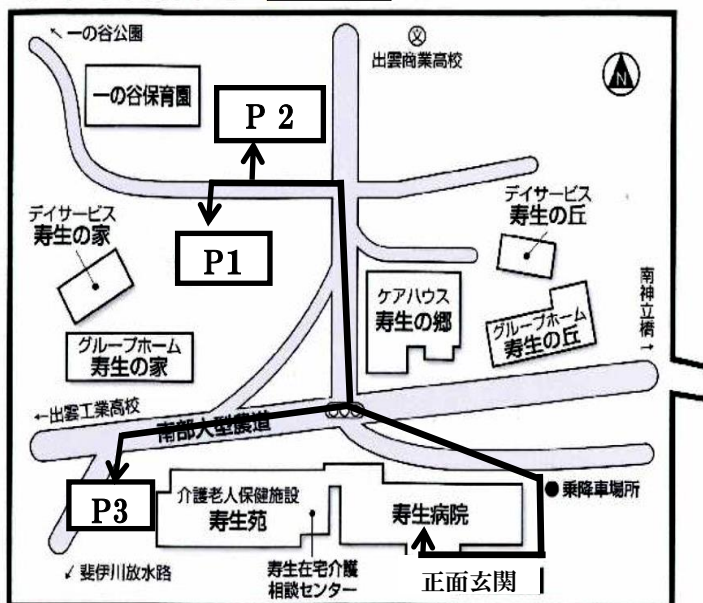 一の谷公園
出雲商業高校
N
一の谷保育園
P 2
デイサービス
寿生の家
P1
デイサービス
寿生の丘
ケアハウス
寿生の郷
グループホーム
寿生の丘
南神立橋
グループホーム
寿生の家
←出雲工業高校
南部大型農道
P3
介護老人保健施設
寿生苑
寿生病院
乗降車場所
斐伊川放水路
寿生在宅介護
相談センター
正面玄関